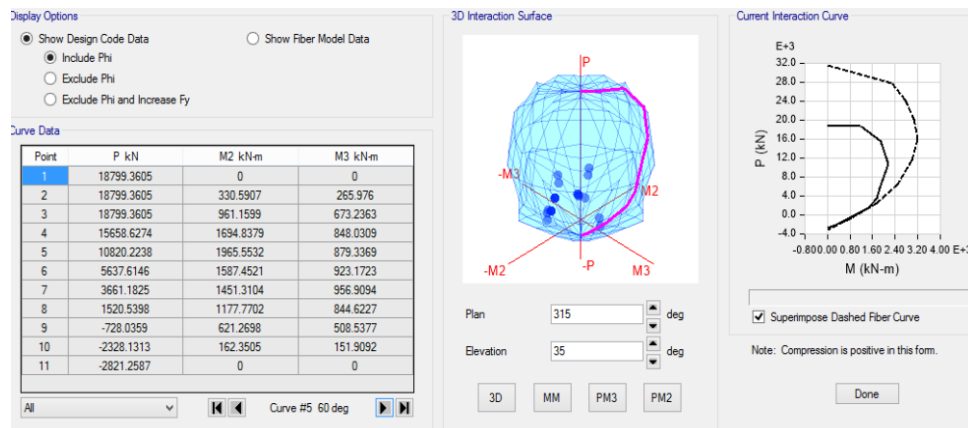 Display Options
Show Design Code Data
Show Fiber Model Data
Include Phi
Exclude Phi
Exclude Phi and Increase Fy
Curve Data
Point P kN M2 kN-m M3 kN-m
1 18799.3605 0 0
2 18799.3605 330.5907 265.976
3 18799.3605 961.1599 673.2363
4 15658.6274 1694.8379 848.0309
5 10820.2238 1965.5532 879.3369
6 5637.6146 1587.4521 923.1723
7 3661.1825 1451.3104 956.9094
8 1520.5398 1177.7702 844.6227
9 -728.0359 621.2698 508.5377
10 -2328.1313 162.3505 151.9092
11 -2821.2587 0 0
All
Curve #5 60 deg
3D Interaction Surface
P
-M3
M2
-M2
-P
M3
Plan 315 deg
Elevation 35 deg
3D MM PM3 PM2
Current Interaction Curve
E+3
32.0
28.0
24.0
20.0
16.0
12.0
8.0
4.0
0.0
-4.0
P (kN)
-0.80 0.00 0.80 1.60 2.40 3.20 4.00 E+3
M (kN-m)
Superimpose Dashed Fiber Curve
Note: Compression is positive in this form.
Done